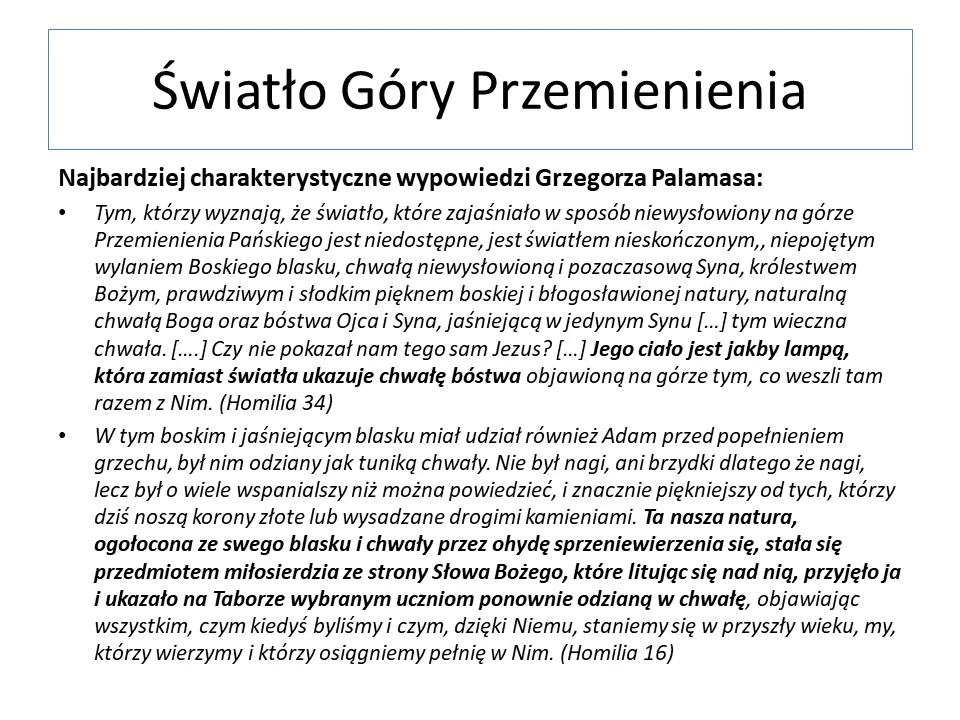 Światło Góry Przemienienia
Najbardziej charakterystyczne wypowiedzi Grzegorza Palamasa:
• Tym, którzy wyznają, że światło, które zajaśniało w sposób niewysłowiony na górze
Przemienienia Pańskiego jest niedostępne, jest światłem nieskończonym,, niepojętym
wylaniem Boskiego blasku, chwałą niewysłowioną i pozaczasową Syna, królestwem
Bożym, prawdziwym i słodkim pięknem boskiej i błogosławionej natury, naturalną
chwałą Boga oraz bóstwa Ojca i Syna, jaśniejącą w jedynym Synu […] tym wieczna
chwała. [….] Czy nie pokazał nam tego sam Jezus? […] Jego ciało jest jakby lampą,
która zamiast światła ukazuje chwałę bóstwa objawioną na górze tym, co weszli tam
razem z Nim. (Homilia 34)
• W tym boskim i jaśniejącym blasku miał udział również Adam przed popełnieniem
grzechu, był nim odziany jak tuniką chwały. Nie był nagi, ani brzydki dlatego że nagi,
lecz był o wiele wspanialszy niż można powiedzieć, i znacznie piękniejszy od tych, którzy
dziś noszą korony złote lub wysadzane drogimi kamieniami. Ta nasza natura,
ogołocona ze swego blasku i chwały przez ohydę sprzeniewierzenia się, stała się
przedmiotem miłosierdzia ze strony Słowa Bożego, które litując się nad nią, przyjęło ja
i ukazało na Taborze wybranym uczniom ponownie odzianą w chwałę, objawiając
wszystkim, czym kiedyś byliśmy i czym, dzięki Niemu, staniemy się w przyszły wieku, my,
którzy wierzymy i którzy osiągniemy pełnię w Nim. (Homilia 16)